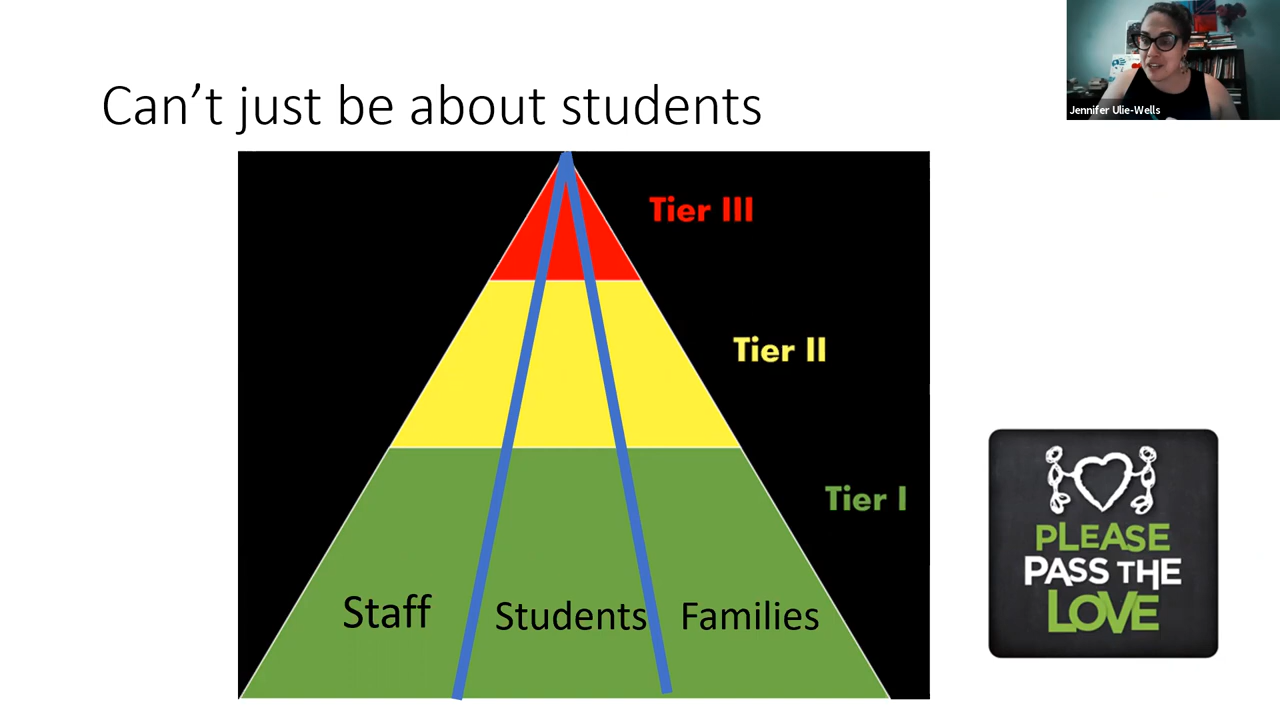 Can’t just be about students
Jennifer Ulie-Wells
Tier III
Tier II
Tier I
Staff
Students
Families
PLEASE
PASS THE
LOVE